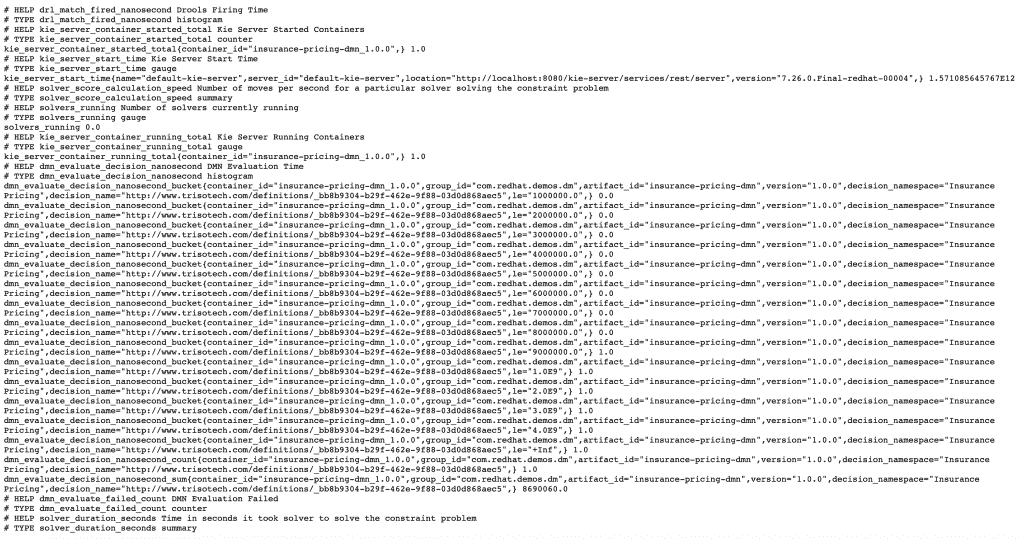 # HELP drl_match_fired_nanosecond Drools Firing Time
# TYPE drl_match_fired_nanosecond histogram
# HELP kie_server_container_started_total Kie Server Started Containers
# TYPE kie_server_container_started_total counter
kie_server_container_started_total{container_id="insurance-pricing-dmn_1.0.0",} 1.0
# HELP kie_server_start_time Kie Server Start Time
# TYPE kie_server_start_time gauge
kie_server_start_time{name="default-kie-server",server_id="default-kie-server",location="http://localhost:8080/kie-server/services/rest/server",version="7.26.0.Final-redhat-00004",} 1.571085645767E12
# HELP solver_score_calculation_speed Number of moves per second for a particular solver solving the constraint problem
# TYPE solver_score_calculation_speed summary
# HELP solvers_running Number of solvers currently running
# TYPE solvers_running gauge
solvers_running 0.0
# HELP kie_server_container_running_total Kie Server Running Containers
# TYPE kie_server_container_running_total gauge
kie_server_container_running_total{container_id="insurance-pricing-dmn_1.0.0",} 1.0
# HELP dmn_evaluate_decision_nanosecond DMN Evaluation Time
# TYPE dmn_evaluate_decision_nanosecond histogram
dmn_evaluate_decision_nanosecond_bucket{container_id="insurance-pricing-dmn_1.0.0",group_id="com.redhat.demos.dm",artifact_id="insurance-pricing-dmn",version="1.0.0",decision_namespace="Insurance
Pricing",decision_name="http://www.trisotech.com/definitions/_bb8b9304-b29f-462e-9f88-03d0d868aec5",le="1000000.0",} 0.0
dmn_evaluate_decision_nanosecond_bucket{container_id="insurance-pricing-dmn_1.0.0",group_id="com.redhat.demos.dm",artifact_id="insurance-pricing-dmn",version="1.0.0",decision_namespace="Insurance
Pricing",decision_name="http://www.trisotech.com/definitions/_bb8b9304-b29f-462e-9f88-03d0d868aec5",le="2000000.0",} 0.0
dmn_evaluate_decision_nanosecond_bucket{container_id="insurance-pricing-dmn_1.0.0",group_id="com.redhat.demos.dm",artifact_id="insurance-pricing-dmn",version="1.0.0",decision_namespace="Insurance
Pricing",decision_name="http://www.trisotech.com/definitions/_bb8b9304-b29f-462e-9f88-03d0d868aec5",le="3000000.0",} 0.0
dmn_evaluate_decision_nanosecond_bucket{container_id="insurance-pricing-dmn_1.0.0",group_id="com.redhat.demos.dm",artifact_id="insurance-pricing-dmn",version="1.0.0",decision_namespace="Insurance
Pricing",decision_name="http://www.trisotech.com/definitions/_bb8b9304-b29f-462e-9f88-03d0d868aec5",le="4000000.0",} 0.0
dmn_evaluate_decision_nanosecond_bucket{container_id="insurance-pricing-dmn_1.0.0",group_id="com.redhat.demos.dm",artifact_id="insurance-pricing-dmn",version="1.0.0",decision_namespace="Insurance
Pricing",decision_name="http://www.trisotech.com/definitions/_bb8b9304-b29f-462e-9f88-03d0d868aec5",le="5000000.0",} 0.0
dmn_evaluate_decision_nanosecond_bucket{container_id="insurance-pricing-dmn_1.0.0",group_id="com.redhat.demos.dm",artifact_id="insurance-pricing-dmn",version="1.0.0",decision_namespace="Insurance
Pricing",decision_name="http://www.trisotech.com/definitions/_bb8b9304-b29f-462e-9f88-03d0d868aec5",le="6000000.0",} 0.0
dmn_evaluate_decision_nanosecond_bucket{container_id="insurance-pricing-dmn_1.0.0",group_id="com.redhat.demos.dm",artifact_id="insurance-pricing-dmn",version="1.0.0",decision_namespace="Insurance
Pricing",decision_name="http://www.trisotech.com/definitions/_bb8b9304-b29f-462e-9f88-03d0d868aec5",le="7000000.0",} 0.0
dmn_evaluate_decision_nanosecond_bucket{container_id="insurance-pricing-dmn_1.0.0",group_id="com.redhat.demos.dm",artifact_id="insurance-pricing-dmn",version="1.0.0",decision_namespace="Insurance
Pricing",decision_name="http://www.trisotech.com/definitions/_bb8b9304-b29f-462e-9f88-03d0d868aec5",le="8000000.0",} 0.0
dmn_evaluate_decision_nanosecond_bucket{container_id="insurance-pricing-dmn_1.0.0",group_id="com.redhat.demos.dm",artifact_id="insurance-pricing-dmn",version="1.0.0",decision_namespace="Insurance
Pricing",decision_name="http://www.trisotech.com/definitions/_bb8b9304-b29f-462e-9f88-03d0d868aec5",le="9000000.0",} 1.0
dmn_evaluate_decision_nanosecond_bucket{container_id="insurance-pricing-dmn_1.0.0",group_id="com.redhat.demos.dm",artifact_id="insurance-pricing-dmn",version="1.0.0",decision_namespace="Insurance
Pricing",decision_name="http://www.trisotech.com/definitions/_bb8b9304-b29f-462e-9f88-03d0d868aec5",le="1.0E9",} 1.0
dmn_evaluate_decision_nanosecond_bucket{container_id="insurance-pricing-dmn_1.0.0",group_id="com.redhat.demos.dm",artifact_id="insurance-pricing-dmn",version="1.0.0",decision_namespace="Insurance
Pricing",decision_name="http://www.trisotech.com/definitions/_bb8b9304-b29f-462e-9f88-03d0d868aec5",le="2.0E9",} 1.0
dmn_evaluate_decision_nanosecond_bucket{container_id="insurance-pricing-dmn_1.0.0",group_id="com.redhat.demos.dm",artifact_id="insurance-pricing-dmn",version="1.0.0",decision_namespace="Insurance
Pricing",decision_name="http://www.trisotech.com/definitions/_bb8b9304-b29f-462e-9f88-03d0d868aec5",le="3.0E9",} 1.0
dmn_evaluate_decision_nanosecond_bucket{container_id="insurance-pricing-dmn_1.0.0",group_id="com.redhat.demos.dm",artifact_id="insurance-pricing-dmn",version="1.0.0",decision_namespace="Insurance
Pricing",decision_name="http://www.trisotech.com/definitions/_bb8b9304-b29f-462e-9f88-03d0d868aec5",le="4.0E9",} 1.0
dmn_evaluate_decision_nanosecond_bucket{container_id="insurance-pricing-dmn_1.0.0",group_id="com.redhat.demos.dm",artifact_id="insurance-pricing-dmn",version="1.0.0",decision_namespace="Insurance
Pricing",decision_name="http://www.trisotech.com/definitions/_bb8b9304-b29f-462e-9f88-03d0d868aec5",le="+Inf",} 1.0
dmn_evaluate_decision_nanosecond_count{container_id="insurance-pricing-dmn_1.0.0",group_id="com.redhat.demos.dm",artifact_id="insurance-pricing-dmn",version="1.0.0",decision_namespace="Insurance
Pricing",decision_name="http://www.trisotech.com/definitions/_bb8b9304-b29f-462e-9f88-03d0d868aec5",} 1.0
dmn_evaluate_decision_nanosecond_sum{container_id="insurance-pricing-dmn_1.0.0",group_id="com.redhat.demos.dm",artifact_id="insurance-pricing-dmn",version="1.0.0",decision_namespace="Insurance
Pricing",decision_name="http://www.trisotech.com/definitions/_bb8b9304-b29f-462e-9f88-03d0d868aec5",} 8690060.0
# HELP dmn_evaluate_failed_count DMN Evaluation Failed
# TYPE dmn_evaluate_failed_count counter
# HELP solver_duration_seconds Time in seconds it took solver to solve the constraint problem
# TYPE solver_duration_seconds summary